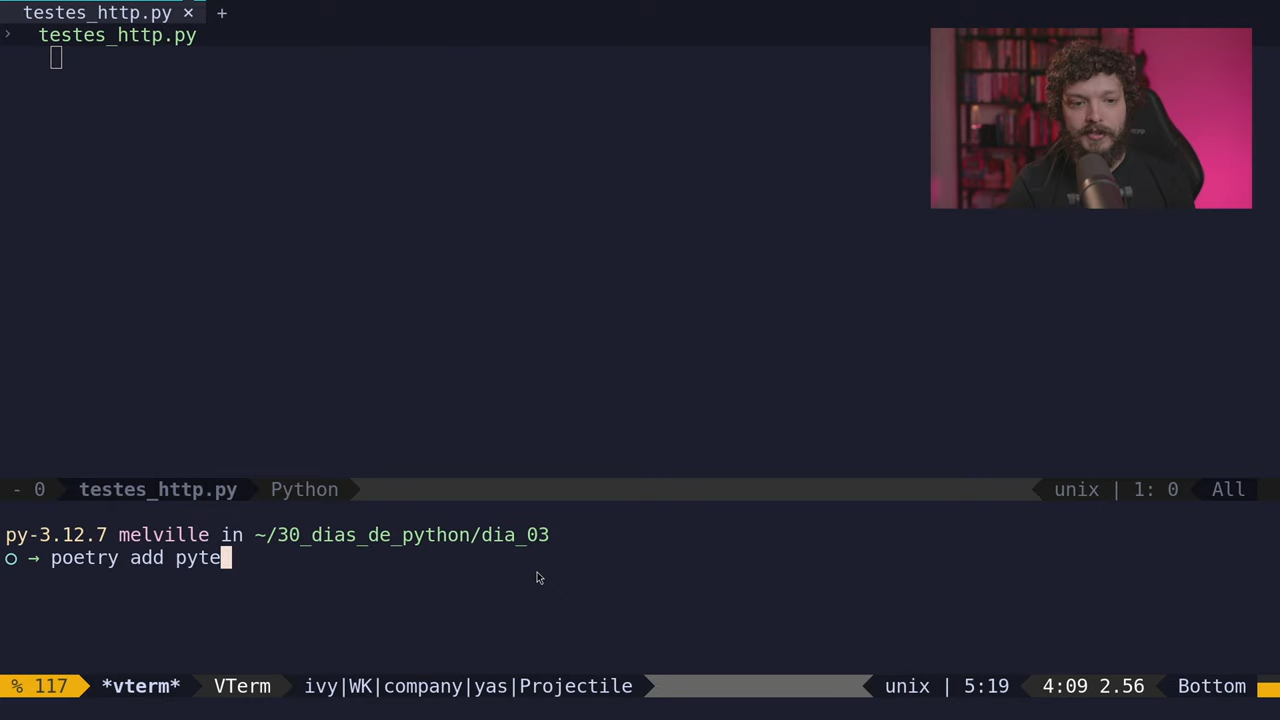 testes_http.py × +
› testes_http.py
- 0 testes_http.py Python unix | 1: 0 All
py-3.12.7 melville in ~/30_dias_de_python/dia_03
○ → poetry add pyte
% 117 *vterm* VTerm ivy|WK|company|yas|Projectile unix | 5:19 4:09 2.56 Bottom